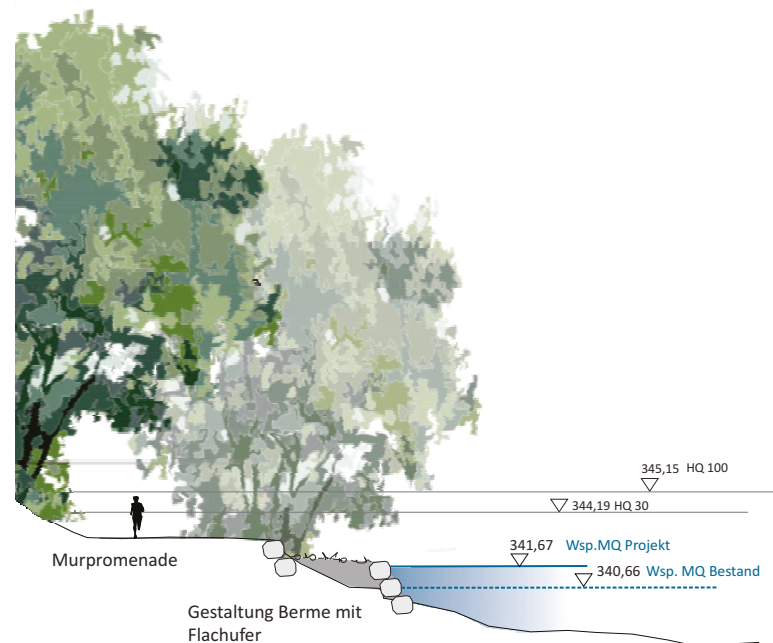 345,15 HQ 100
344,19 HQ 30
341,67 Wsp.MQ Projekt
340,66 Wsp. MQ Bestand
Murpromenade
Gestaltung Berme mit
Flachufer